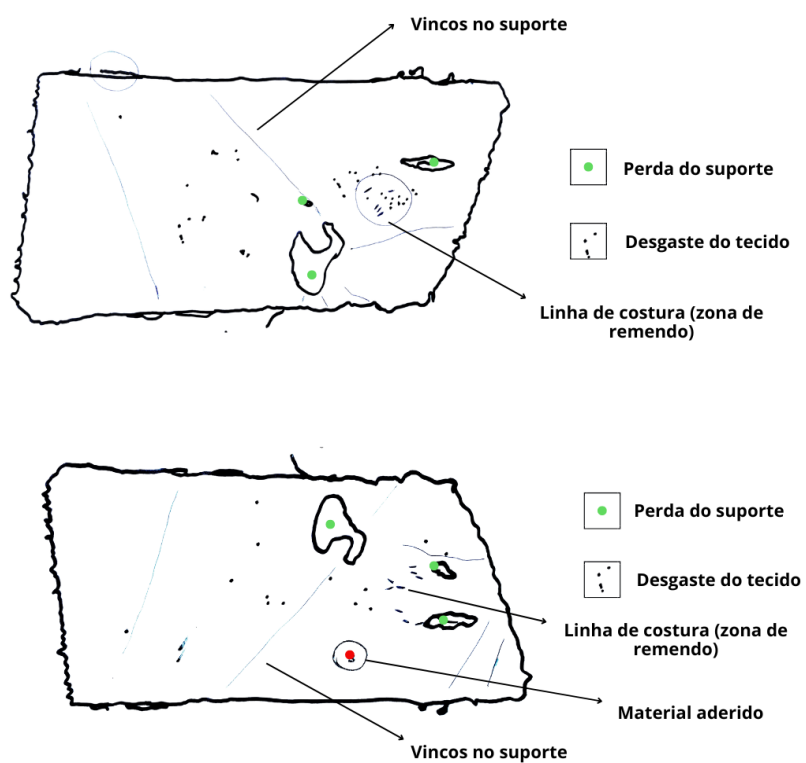 Vincos no suporte
Perda do suporte
Desgaste do tecido
Linha de costura (zona de
remendo)
Perda do suporte
Desgaste do tecido
Linha de costura (zona de
remendo)
Material aderido
Vincos no suporte